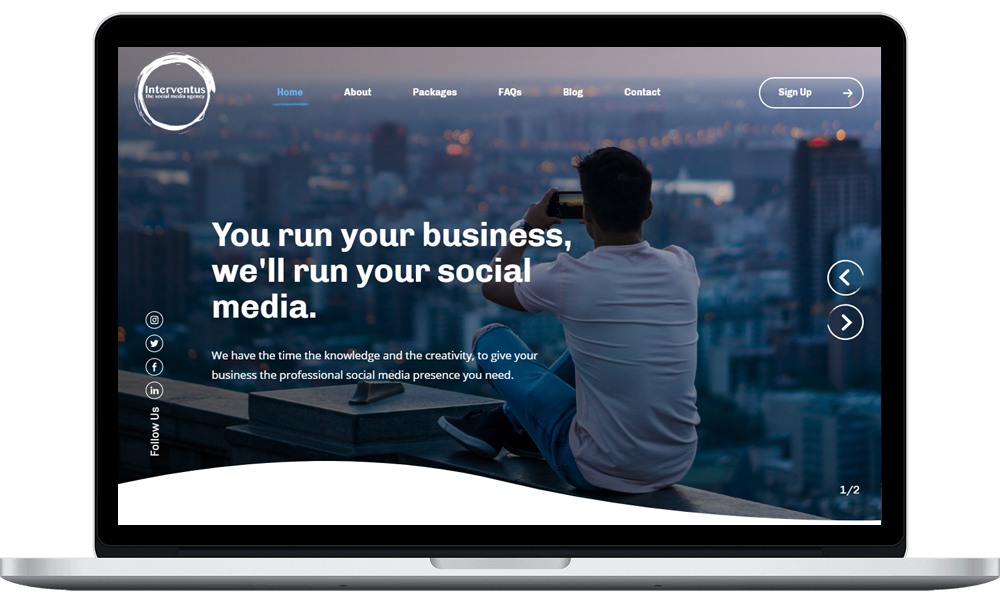 Interventus
the social media agency
Home
About
Packages
FAQs
Blog
Contact
Sign Up
You run your business,
we'll run your social
media.
We have the time the knowledge and the creativity, to give your
business the professional social media presence you need.
Follow Us
1/2